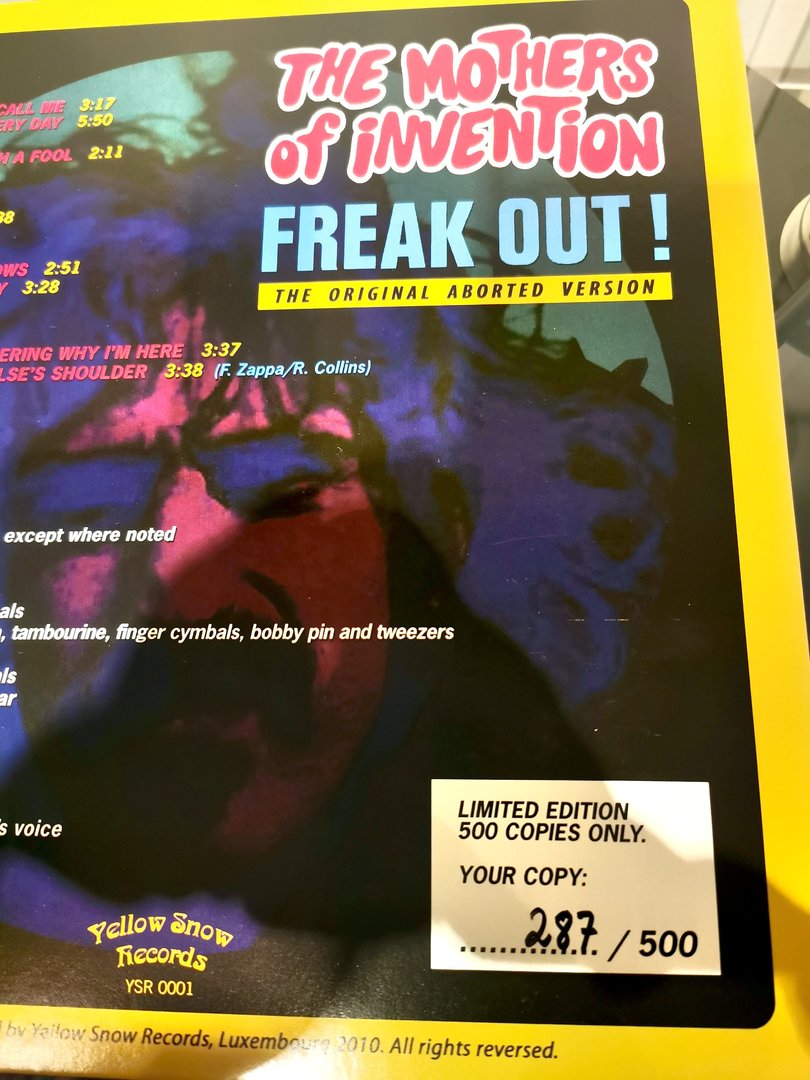 THE MOTHERS
of iNVENTiON
FREAK OUT !
THE ORIGINAL ABORTED VERSION
CALL ME 3:17
ERY DAY 5:50
H A FOOL 2:11
38
OWS 2:51
Y 3:28
ERING WHY I'M HERE 3:37
LSE'S SHOULDER 3:38 (F. Zappa/R. Collins)
except where noted
als
, tambourine, finger cymbals, bobby pin and tweezers
ls
ar
's voice
LIMITED EDITION
500 COPIES ONLY.
YOUR COPY:
287 / 500
Yellow Snow
Records
YSR 0001
by Yellow Snow Records, Luxembourg 2010. All rights reversed.